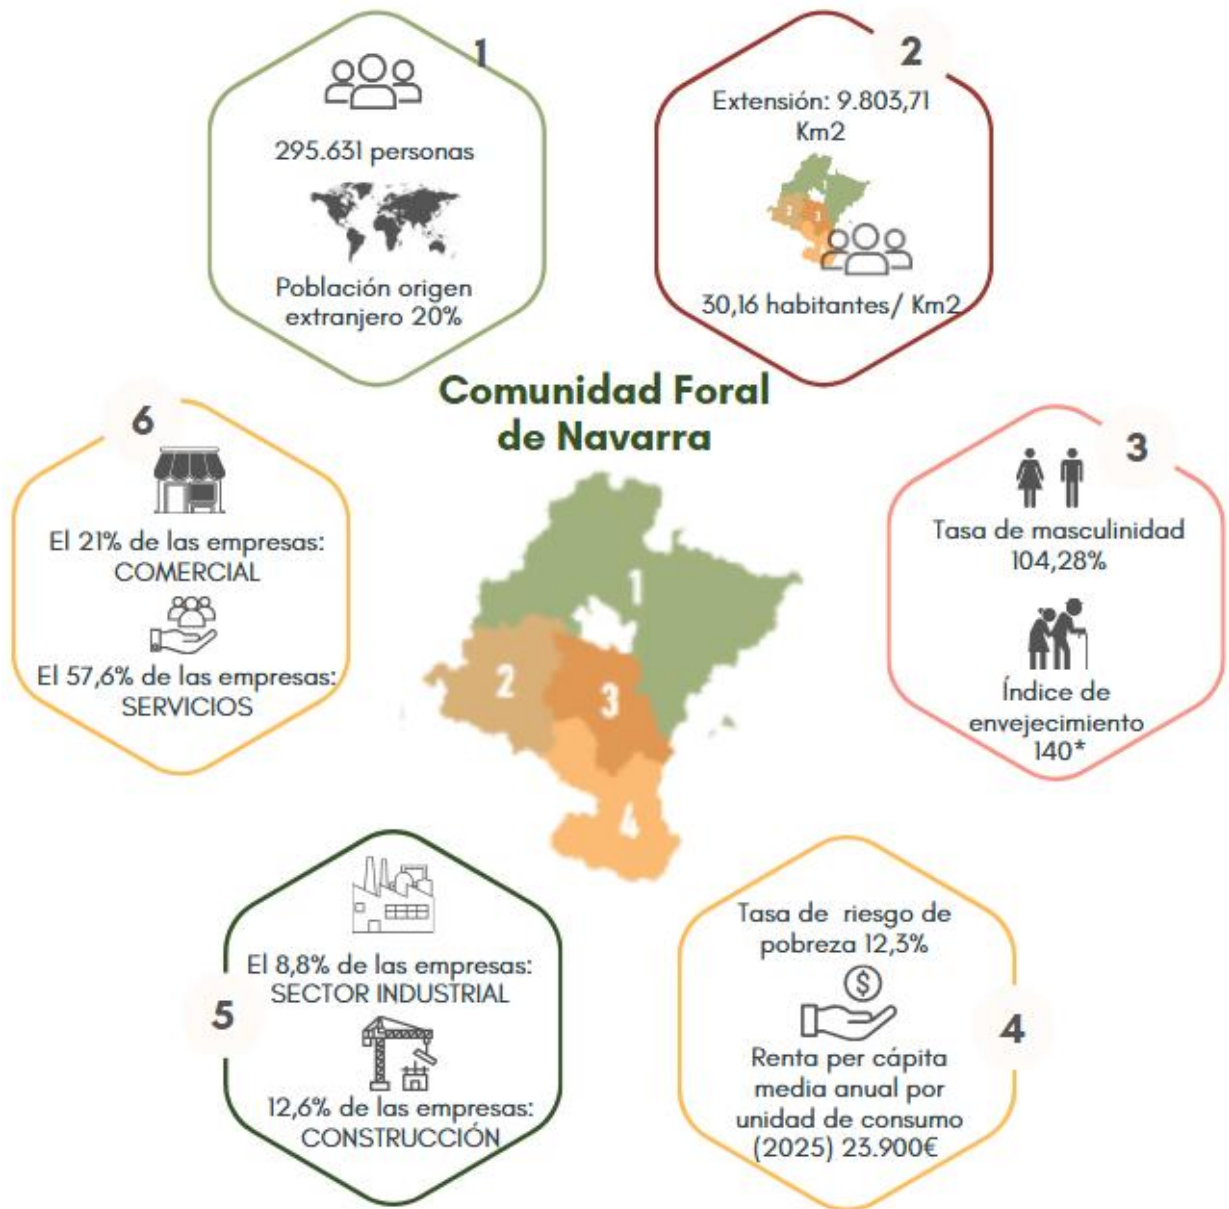 1
295.631 personas
Población origen
extranjero 20%
2
Extensión: 9.803,71
Km2
1
2
3
30,16 habitantes/ Km2
Comunidad Foral
de Navarra
1
2
3
4
3
Tasa de masculinidad
104,28%
Índice de
envejecimiento
140*
6
El 21% de las empresas:
COMERCIAL
El 57,6% de las empresas:
SERVICIOS
5
El 8,8% de las empresas:
SECTOR INDUSTRIAL
12,6% de las empresas:
CONSTRUCCIÓN
4
Tasa de riesgo de
pobreza 12,3%
$
Renta per cápita
media anual por
unidad de consumo
(2025) 23.900€